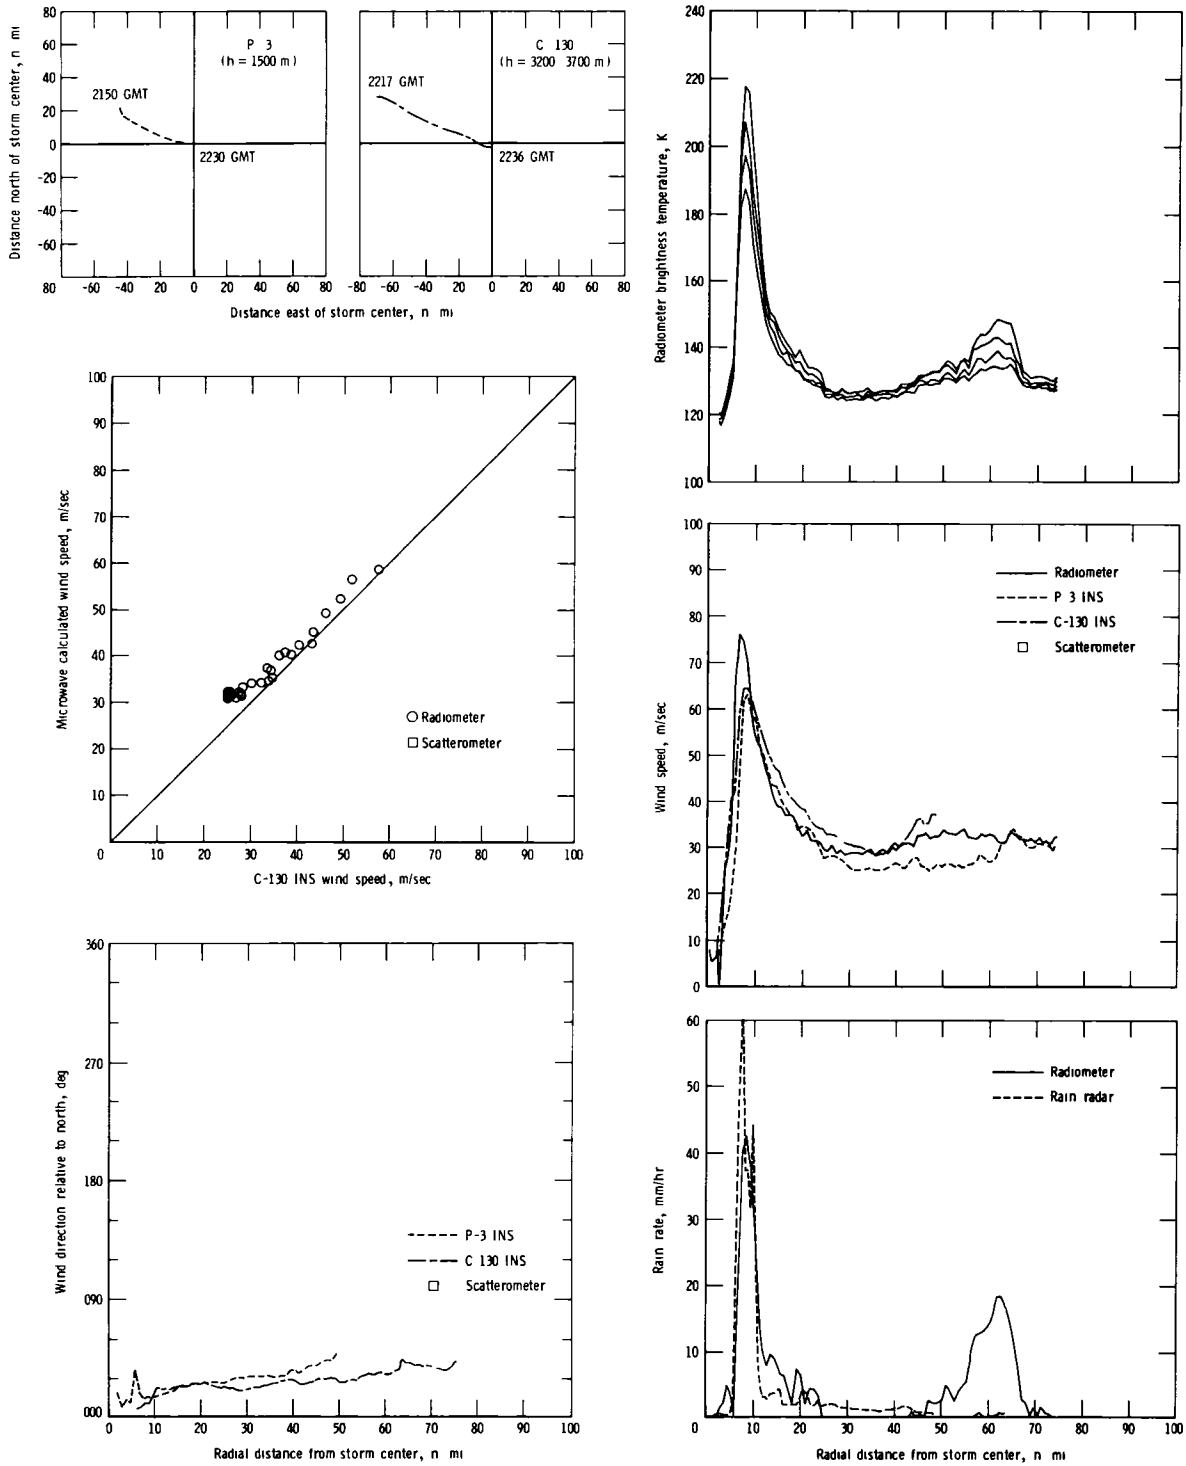 80
60
40
20
0
-20
-40
-60
Distance north of storm center, n mi
P 3
(h = 1500 m)
2150 GMT
2230 GMT
80 -60 -40 -20 0 20 40 60 80
C 130
(h = 3200 3700 m)
2217 GMT
2236 GMT
80 -60 -40 -20 0 20 40 60 80
Distance east of storm center, n mi
240
220
200
180
160
140
120
100
Radiometer brightness temperature, K
100
90
80
70
60
50
40
30
20
10
Microwave calculated wind speed, m/sec
Radiometer
Scatterometer
0 10 20 30 40 50 60 70 80 90 100
C-130 INS wind speed, m/sec
100
90
80
70
60
50
40
30
20
10
0
Wind speed, m/sec
Radiometer
P 3 INS
C-130 INS
Scatterometer
360
270
180
090
000
Wind direction relative to north, deg
P-3 INS
C 130 INS
Scatterometer
0 10 20 30 40 50 60 70 80 90 100
Radial distance from storm center, n mi
60
50
40
30
20
10
0
Rain rate, mm/hr
Radiometer
Rain radar
0 10 20 30 40 50 60 70 80 90 100
Radial distance from storm center, n mi